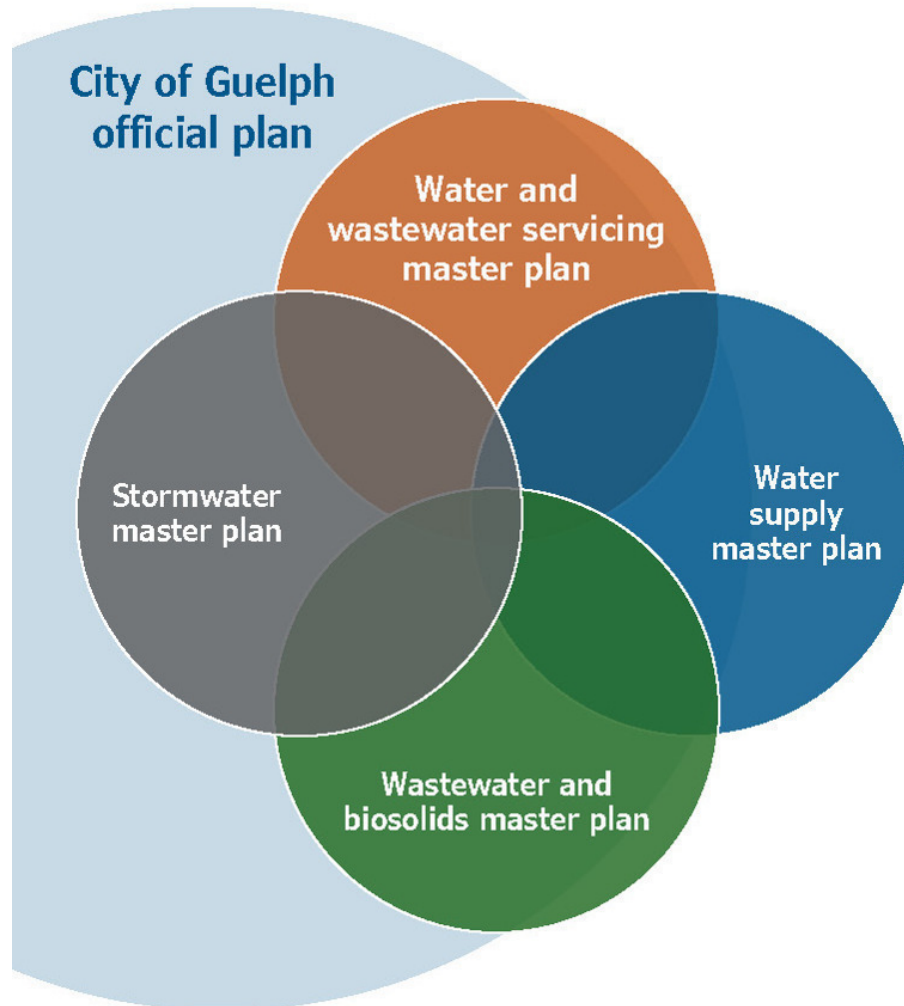 City of Guelph
official plan
Water and
wastewater servicing
master plan
Stormwater
master plan
Water
supply
master plan
Wastewater and
biosolids master plan